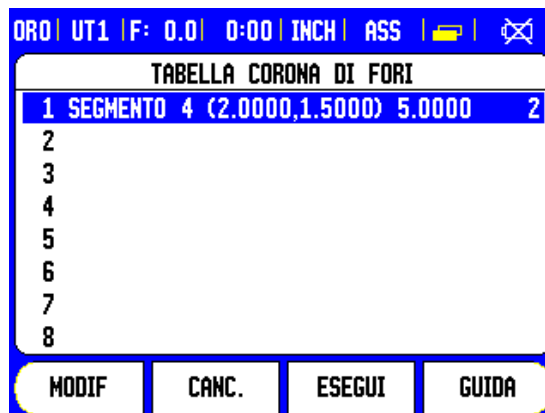 ORO| UT1 |F: 0.0| 0:00| INCH| ASS | |
TABELLA CORONA DI FORI
1 SEGMENTO 4 (2.0000,1.5000) 5.0000 2
2
3
4
5
6
7
8
MODIF CANC. ESEGUI GUIDA